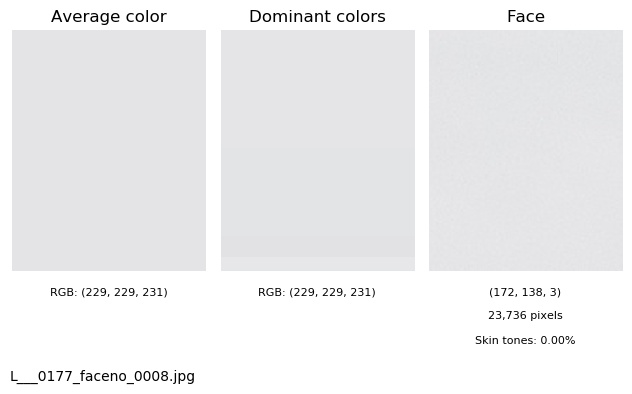 Average color
Dominant colors
Face
RGB: (229, 229, 231)
RGB: (229, 229, 231)
(172, 138, 3)
23,736 pixels
Skin tones: 0.00%
L___0177_faceno_0008.jpg